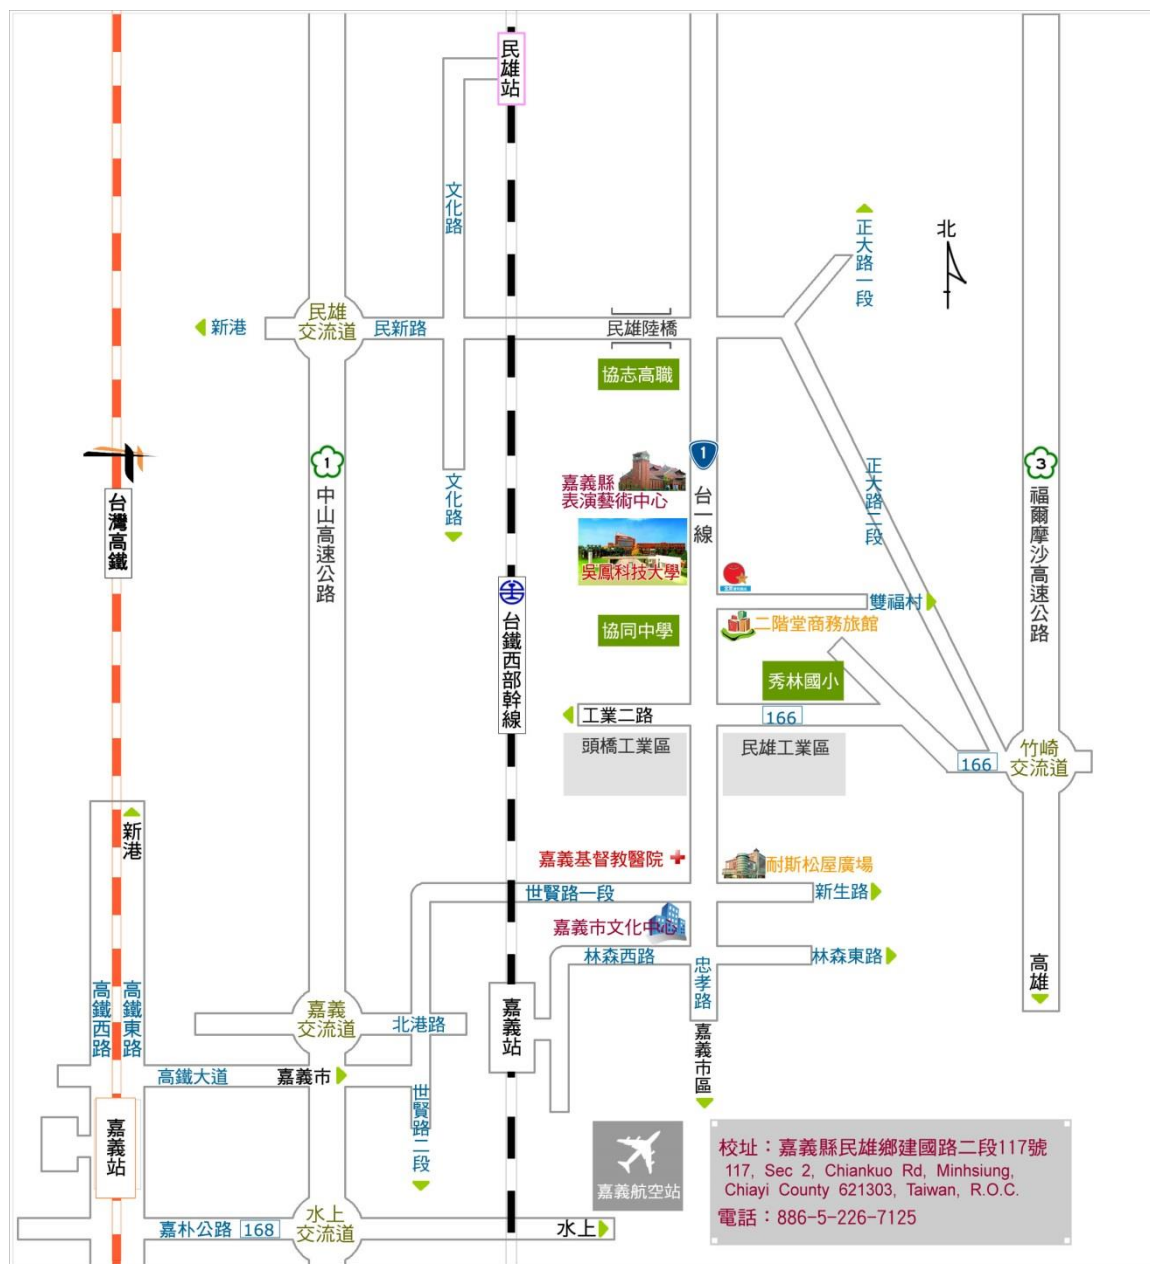 民雄站
文化路
正大路一段
北
新港
民雄
交流道
民新路
民雄陸橋
協志高職
1
1
3
嘉義縣
表演藝術中心
台一線
文化路
正大路二段
台灣高鐵
中山高速公路
福爾摩沙高速公路
吳鳳科技大學
台鐵西部幹線
雙福村
協同中學
二階堂商務旅館
秀林國小
工業二路
166
頭橋工業區
民雄工業區
166
竹崎
交流道
新港
嘉義基督教醫院
耐斯松屋廣場
世賢路一段
新生路
嘉義市文化中心
林森西路
忠孝路
林森東路
高雄
高鐵西路
高鐵東路
嘉義
交流道
北港路
嘉義站
嘉義市區
高鐵大道
嘉義市
世賢路二段
嘉義站
嘉義航空站
校址：嘉義縣民雄鄉建國路二段117號
117, Sec 2, Chiankuo Rd, Minhsiung,
Chiayi County 621303, Taiwan, R.O.C.
電話：886-5-226-7125
嘉朴公路 168
水上
交流道
水上